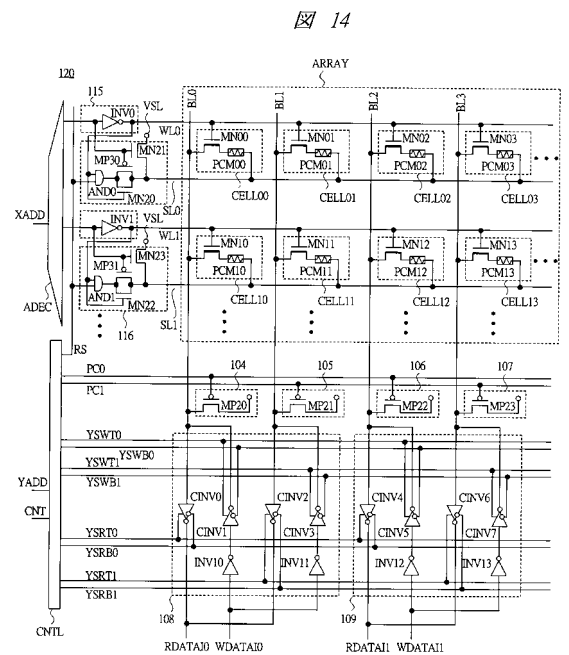 図 14
ARRAY
120
115
VSL
BL0
BL1
BL2
BL3
INV0
WL0
MN00
MN01
MN02
MN03
MP30
MN21
PCM00
PCM01
PCM02
PCM03
AND0
MN20
SL0
CELL00
CELL01
CELL02
CELL03
XADD
INV1
VSL
WL1
MN10
MN11
MN12
MN13
MP31
MN23
PCM10
PCM11
PCM12
PCM13
AND1
MN22
ADEC
116
SL1
CELL10
CELL11
CELL12
CELL13
RS
PC0
104
105
106
107
PC1
MP20
MP21
MP22
MP23
YSWT0
YSWB0
YSWT1
YSWB1
YADD
CNT
CINV0
CINV2
CINV4
CINV6
CINV1
CINV3
CINV5
CINV7
YSRT0
YSRB0
INV10
INV11
INV12
INV13
YSRT1
YSRB1
CNTL
108
109
RDATAI0
WDATAI0
RDATAI1
WDATAI1